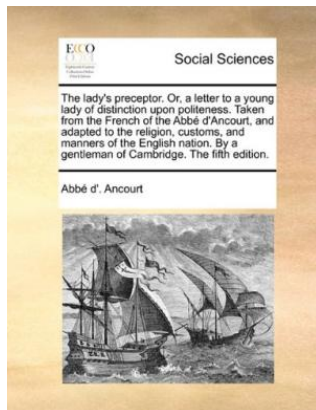 ECCO
Social Sciences
The lady's preceptor. Or, a letter to a young
lady of distinction upon politeness. Taken
from the French of the Abbé d'Ancourt, and
adapted to the religion, customs, and
manners of the English nation. By a
gentleman of Cambridge. The fifth edition.
Abbé d'. Ancourt